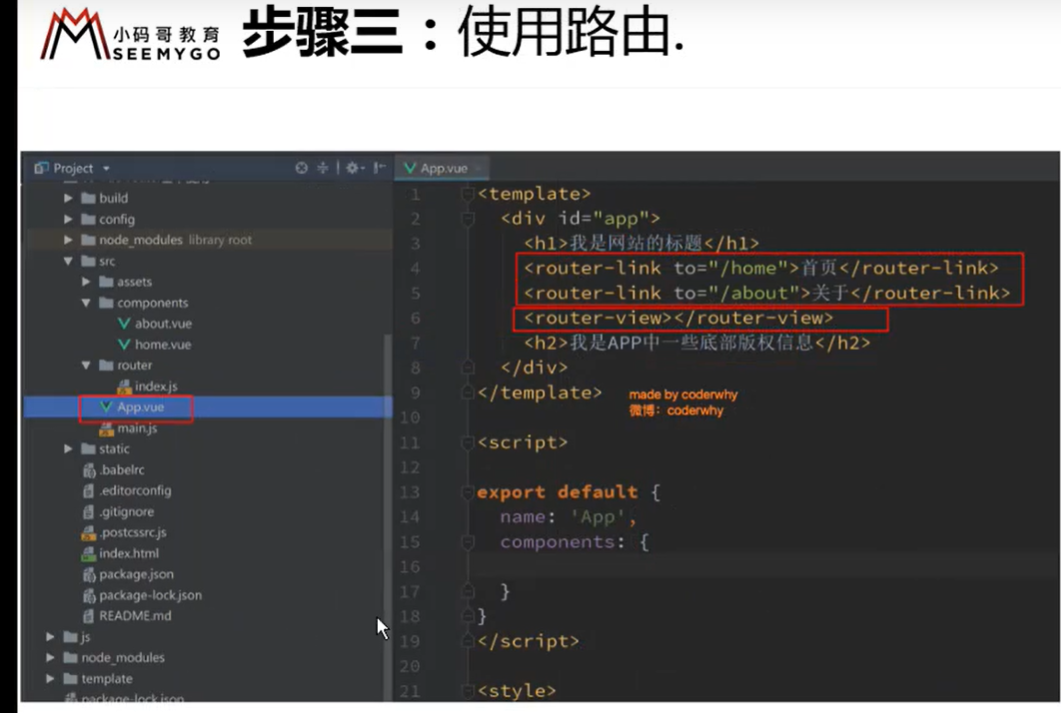 小码哥教育
SEEMYGO
步骤三：使用路由.
Project
App.vue
build
config
node_modules library root
src
assets
components
about.vue
home.vue
router
index.js
App.vue
main.js
static
.babelrc
.editorconfig
.gitignore
.postcssrc.js
index.html
package.json
package-lock.json
README.md
js
node_modules
template
package-lock.json
1 <template>
2 <div id="app">
3 <h1>我是网站的标题</h1>
4 <router-link to="/home">首页</router-link>
5 <router-link to="/about">关于</router-link>
6 <router-view></router-view>
7 <h2>我是APP中一些底部版权信息</h2>
8 </div>
9 </template>
made by coderwhy
微博：coderwhy
10
11 <script>
12
13 export default {
14 name: 'App',
15 components: {
16
17 }
18 }
19 </script>
20
21 <style>